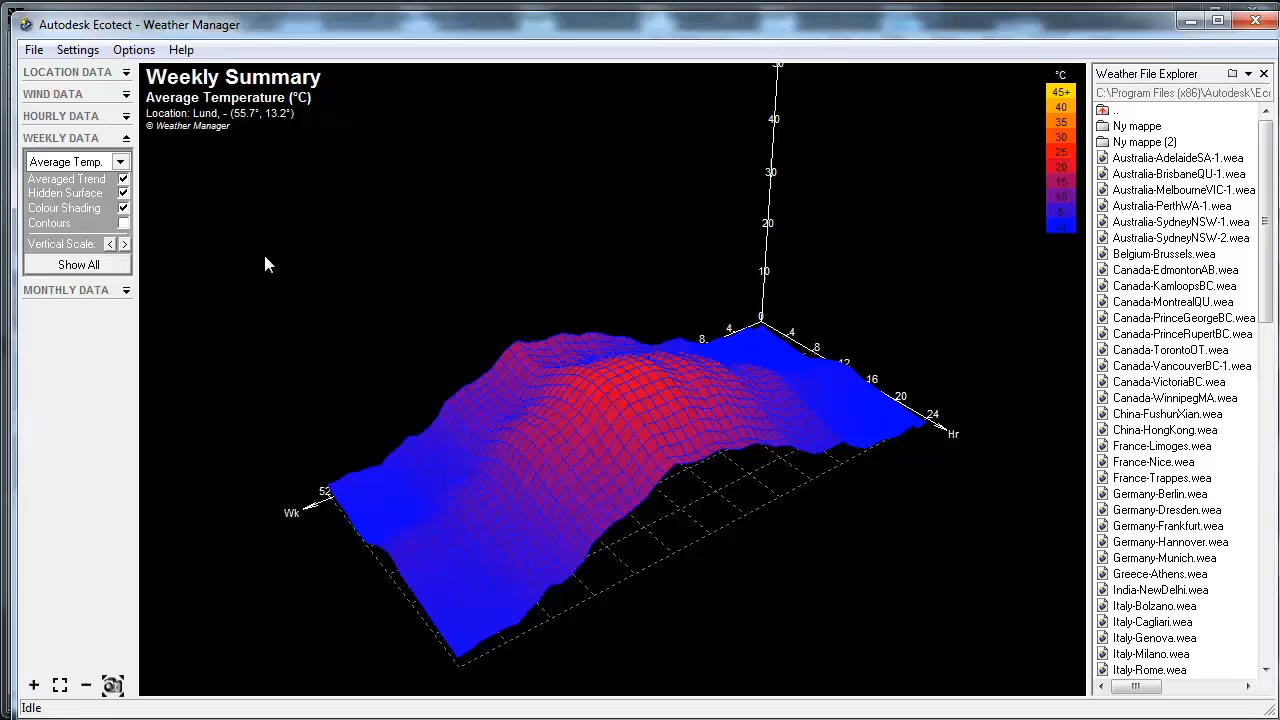 Autodesk Ecotect - Weather Manager
File Settings Options Help
LOCATION DATA
WIND DATA
HOURLY DATA
WEEKLY DATA
Average Temp.
Averaged Trend
Hidden Surface
Colour Shading
Contours
Vertical Scale: < >
Show All
MONTHLY DATA
Idle
Weekly Summary
Average Temperature (°C)
Location: Lund, - (55.7°, 13.2°)
© Weather Manager
40
30
20
10
0
4
8
12
16
20
24
Hr
4
8
52
Wk
°C
45+
40
35
30
25
20
15
10
5
Weather File Explorer
C:\Program Files (x86)\Autodesk\Ecc
..
Ny mappe
Ny mappe (2)
Australia-AdelaideSA-1.wea
Australia-BrisbaneQU-1.wea
Australia-MelbourneVIC-1.wea
Australia-PerthWA-1.wea
Australia-SydneyNSW-1.wea
Australia-SydneyNSW-2.wea
Belgium-Brussels.wea
Canada-EdmontonAB.wea
Canada-KamloopsBC.wea
Canada-MontrealQU.wea
Canada-PrinceGeorgeBC.wea
Canada-PrinceRupertBC.wea
Canada-TorontoOT.wea
Canada-VancouverBC-1.wea
Canada-VictoriaBC.wea
Canada-WinnipegMA.wea
China-FushunXian.wea
China-HongKong.wea
France-Limoges.wea
France-Nice.wea
France-Trappes.wea
Germany-Berlin.wea
Germany-Dresden.wea
Germany-Frankfurt.wea
Germany-Hannover.wea
Germany-Munich.wea
Greece-Athens.wea
India-NewDelhi.wea
Italy-Bolzano.wea
Italy-Cagliari.wea
Italy-Genova.wea
Italy-Milano.wea
Italy-Rome.wea